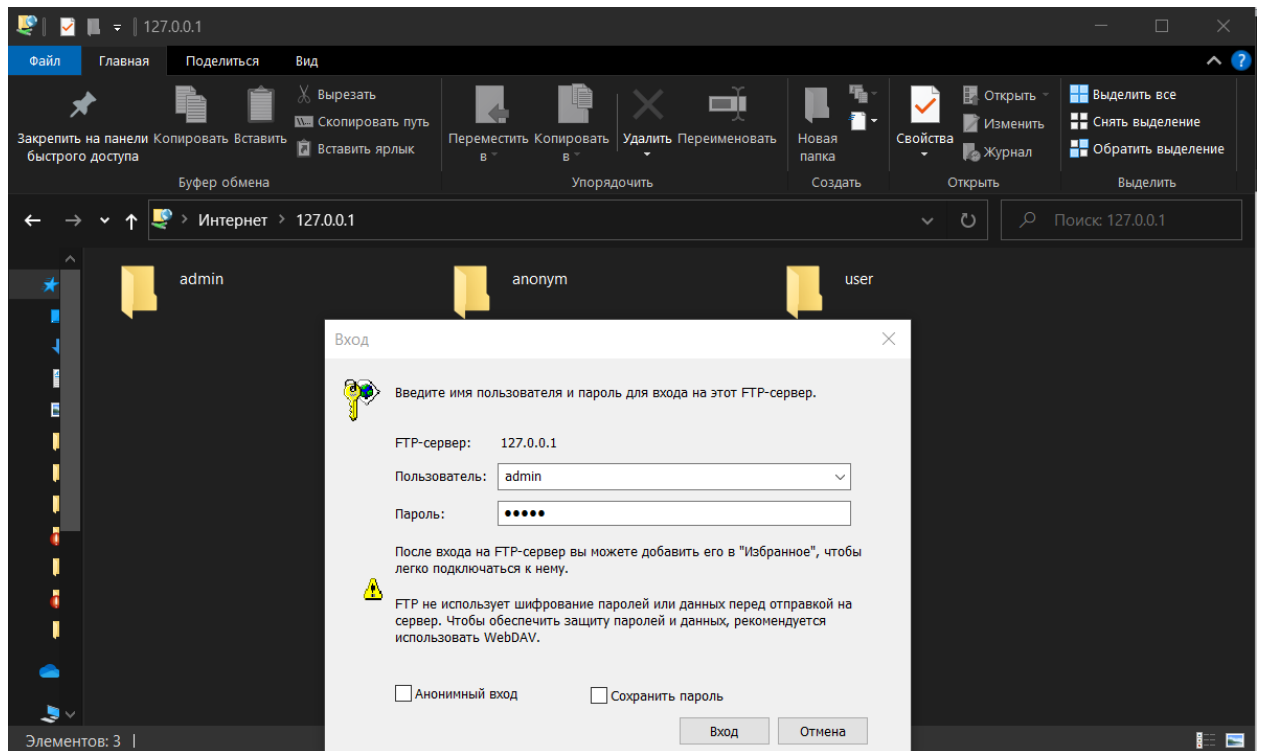 127.0.0.1
Файл Главная Поделиться Вид
Закрепить на панели быстрого доступа
Копировать
Вставить
Вырезать
Скопировать путь
Вставить ярлык
Переместить в
Копировать в
Удалить
Переименовать
Новая папка
Свойства
Открыть
Изменить
Журнал
Выделить все
Снять выделение
Обратить выделение
Буфер обмена Упорядочить Создать Открыть Выделить
Интернет 127.0.0.1
Поиск: 127.0.0.1
admin anonym user
Вход
Введите имя пользователя и пароль для входа на этот FTP-сервер.
FTP-сервер: 127.0.0.1
Пользователь: admin
Пароль: •••••
После входа на FTP-сервер вы можете добавить его в "Избранное", чтобы
легко подключаться к нему.
FTP не использует шифрование паролей или данных перед отправкой на
сервер. Чтобы обеспечить защиту паролей и данных, рекомендуется
использовать WebDAV.
Анонимный вход Сохранить пароль
Вход Отмена
Элементов: 3